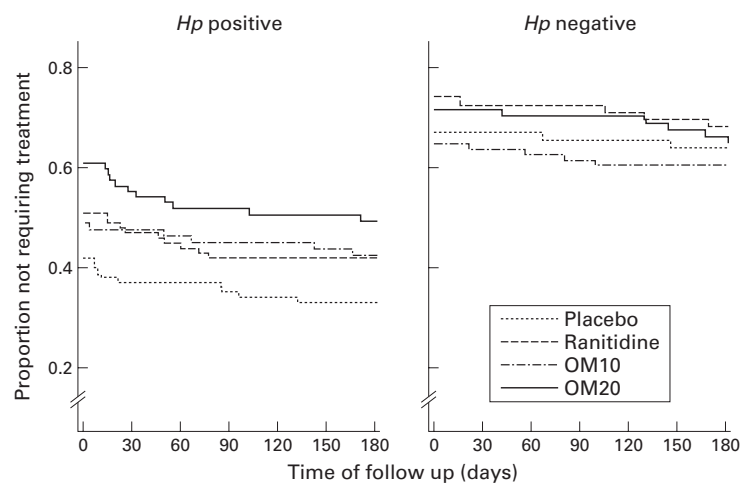 Hp positive
Hp negative
Proportion not requiring treatment
0.8
0.6
0.4
0.2
0 30 60 90 120 150 180
0 30 60 90 120 150 180
Placebo
Ranitidine
OM10
OM20
Time of follow up (days)